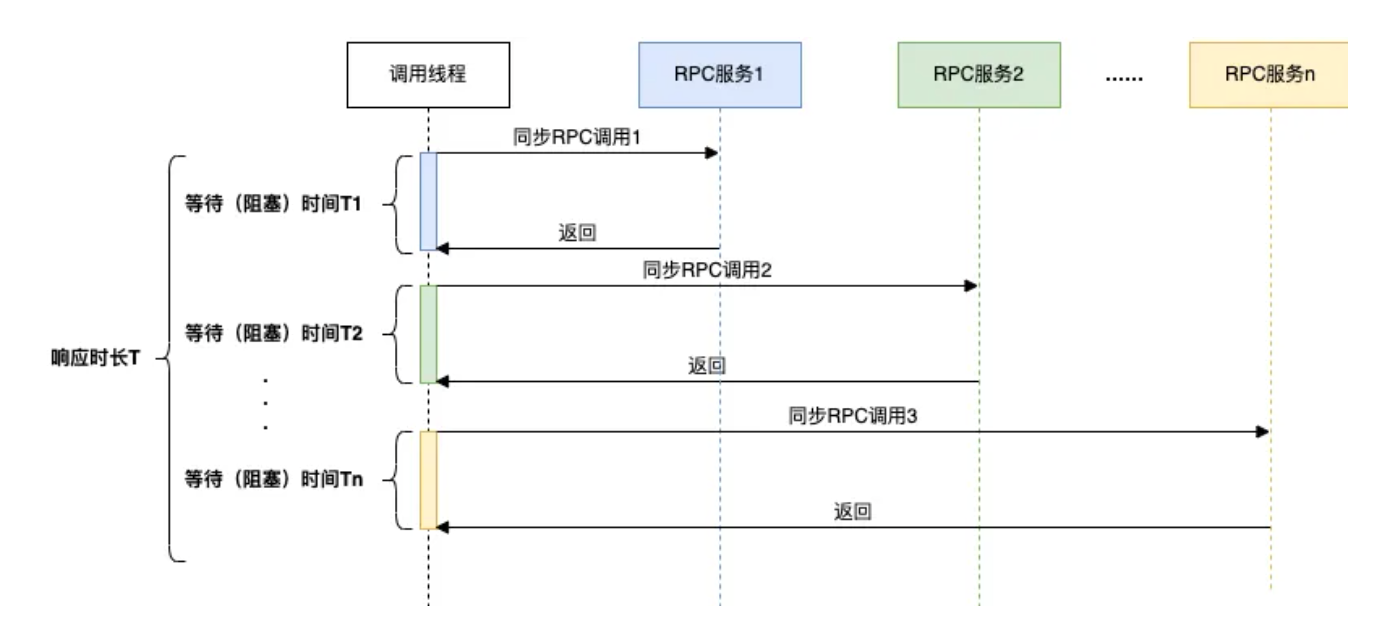 调用线程
RPC服务1
RPC服务2
......
RPC服务n
同步RPC调用1
等待（阻塞）时间T1
返回
同步RPC调用2
等待（阻塞）时间T2
响应时长T
返回
同步RPC调用3
等待（阻塞）时间Tn
返回